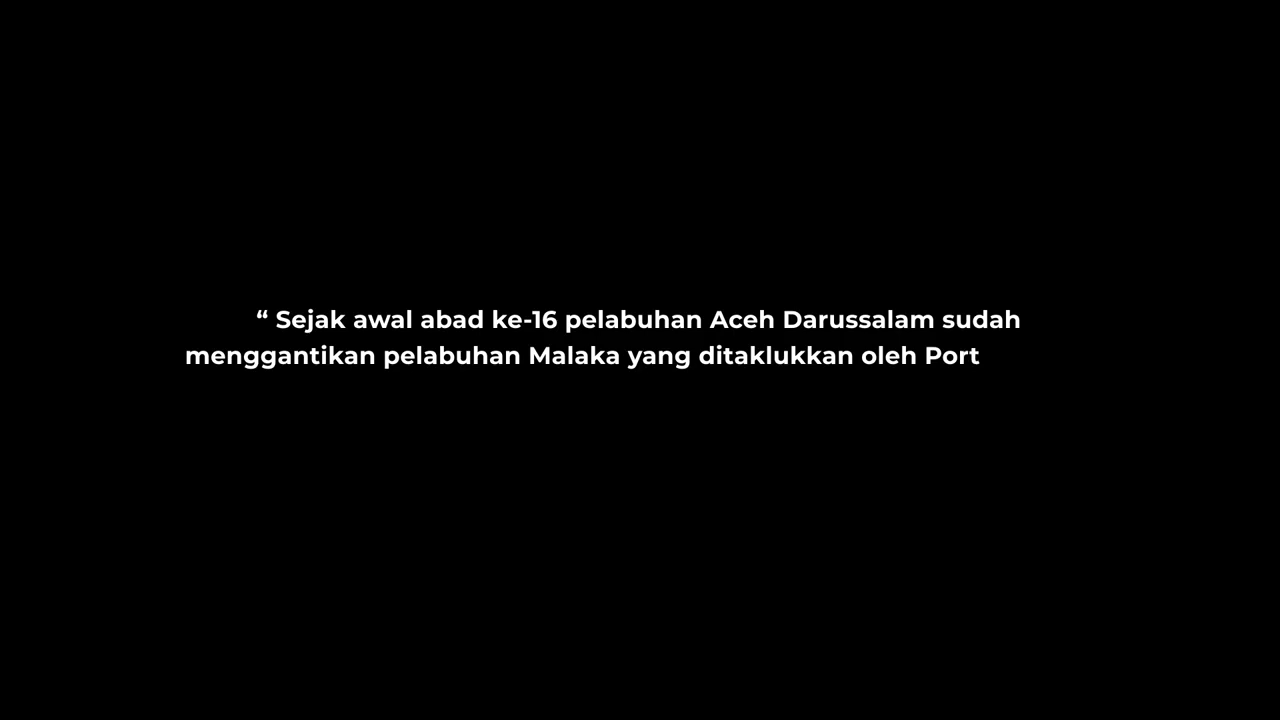 “ Sejak awal abad ke-16 pelabuhan Aceh Darussalam sudah
menggantikan pelabuhan Malaka yang ditaklukkan oleh Port